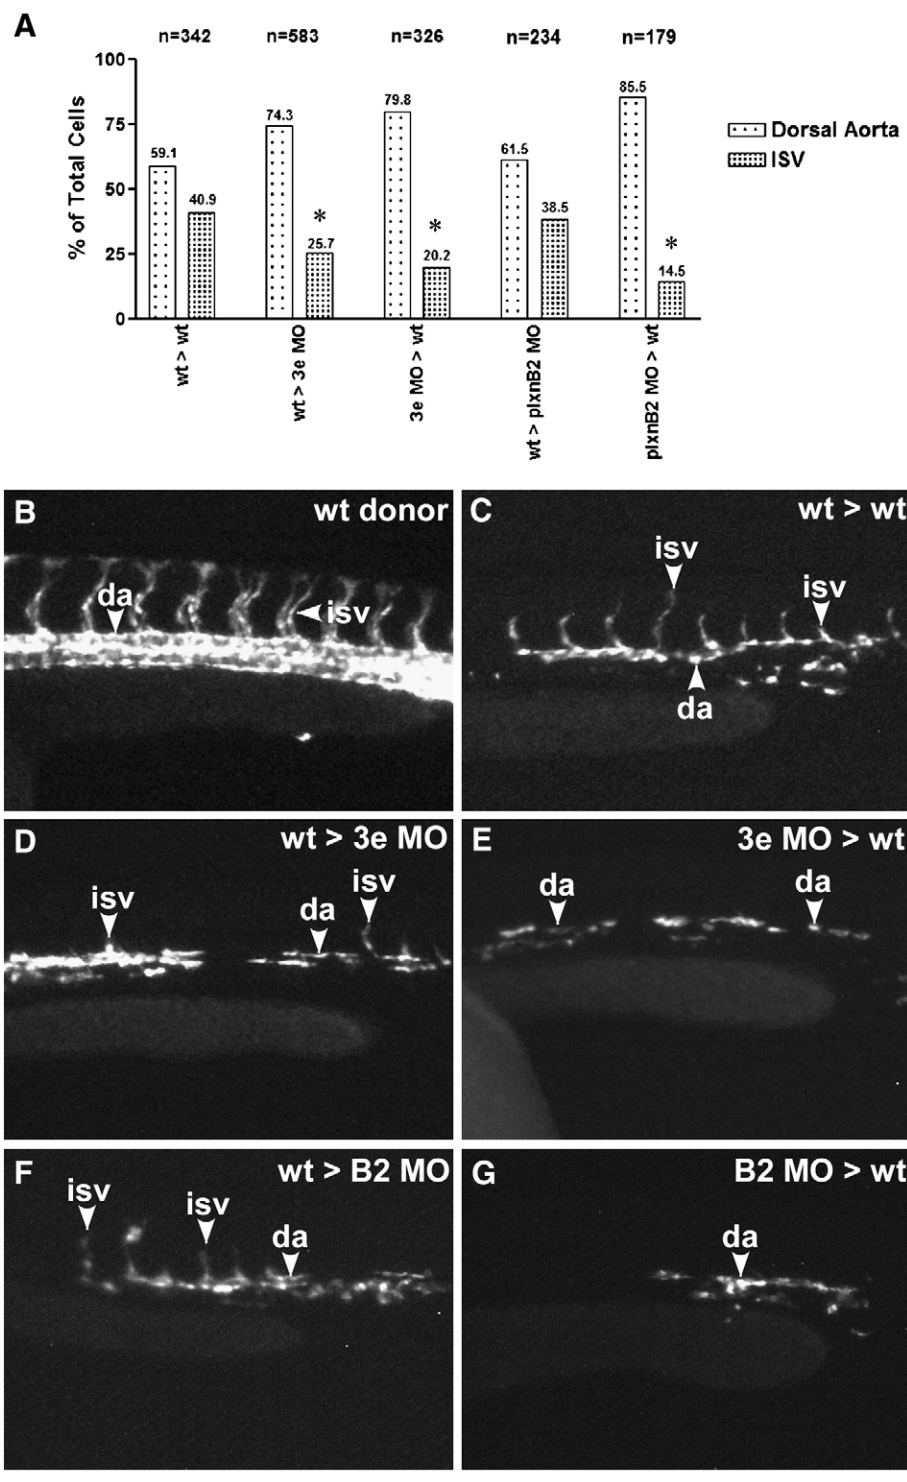 A
n=342 n=583 n=326 n=234 n=179
100
75
50
25
0
% of Total Cells
59.1
40.9
74.3
*
25.7
79.8
*
20.2
61.5
38.5
85.5
*
14.5
Dorsal Aorta
ISV
wt > wt
wt > 3e MO
3e MO > wt
wt > plxnB2 MO
plxnB2 MO > wt
B
wt donor
da
isv
C
wt > wt
isv
isv
da
D
wt > 3e MO
isv
da
isv
E
3e MO > wt
da
da
F
wt > B2 MO
isv
isv
da
G
B2 MO > wt
da